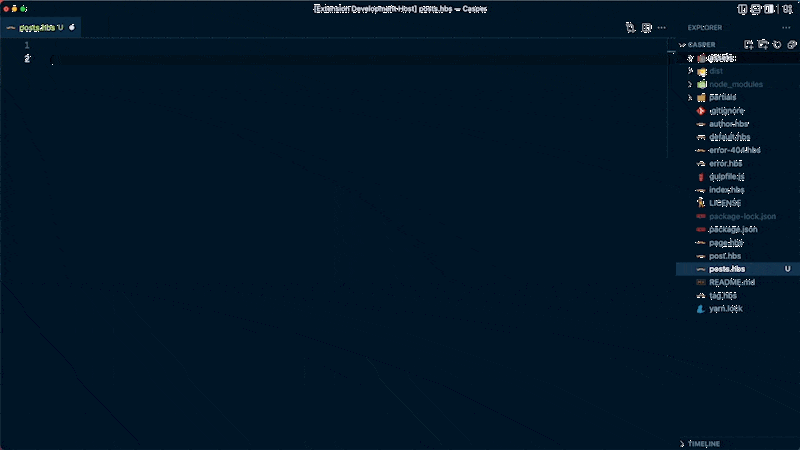 [Extension Development Host] posts.hbs — Casper
posts.hbs U
EXPLORER
1
CASPER
2
dist
node_modules
partials
.gitignore
author.hbs
default.hbs
error-404.hbs
error.hbs
gulpfile.js
index.hbs
LICENSE
package-lock.json
package.json
page.hbs
post.hbs
posts.hbs U
README.md
tag.hbs
yarn.lock
TIMELINE